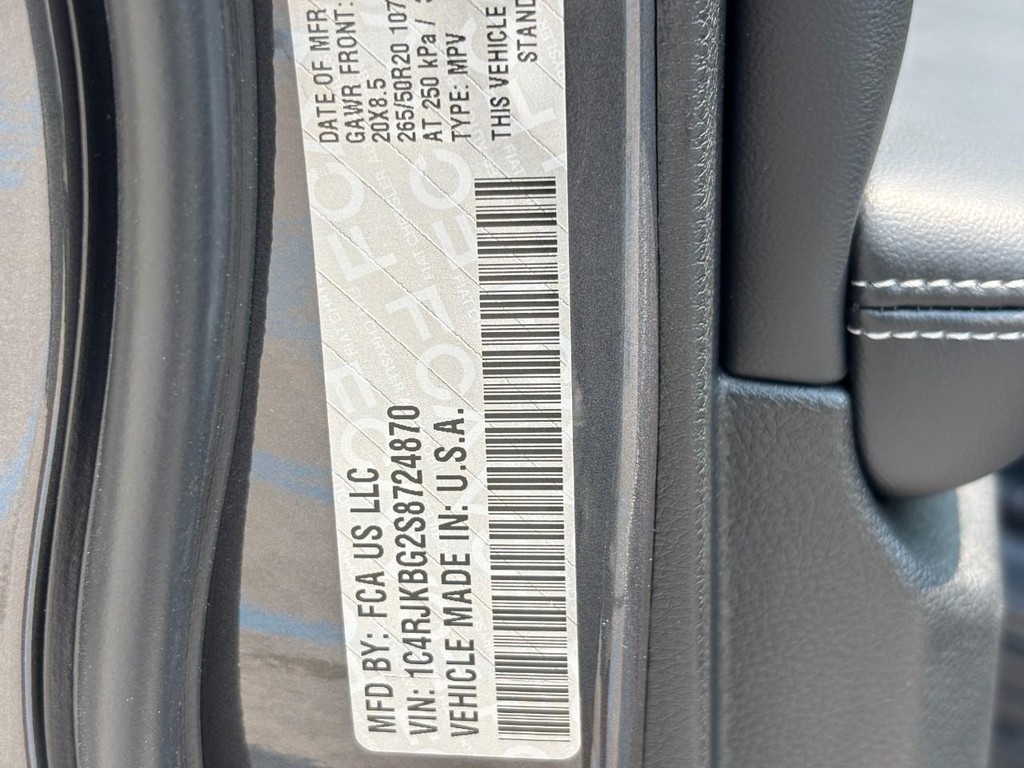 MFD BY: FCA US LLC
VIN: 1C4RJKBG2S8724870
VEHICLE MADE IN: U.S.A.
DATE OF MFR
GAWR FRONT:
20X8.5
265/50R20 107
AT 250 kPa /
TYPE: MPV
THIS VEHICLE
STAND